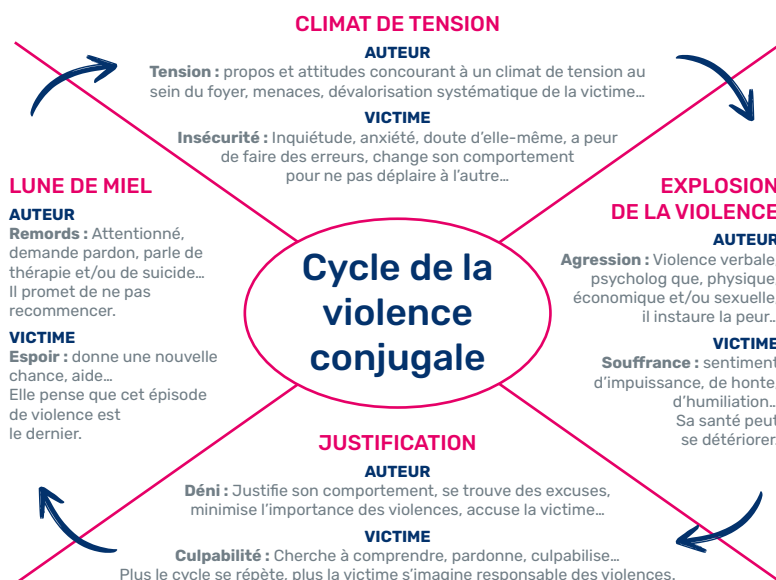 CLIMAT DE TENSION
AUTEUR
Tension : propos et attitudes concourant à un climat de tension au
sein du foyer, menaces, dévalorisation systématique de la victime…
VICTIME
Insécurité : Inquiétude, anxiété, doute d'elle-même, a peur
de faire des erreurs, change son comportement
pour ne pas déplaire à l'autre…
LUNE DE MIEL
AUTEUR
Remords : Attentionné,
demande pardon, parle de
thérapie et/ou de suicide…
Il promet de ne pas
recommencer.
VICTIME
Espoir : donne une nouvelle
chance, aide…
Elle pense que cet épisode
de violence est
le dernier.
Cycle de la
violence
conjugale
EXPLOSION
DE LA VIOLENCE
AUTEUR
Agression : Violence verbale,
psycholog que, physique,
économique et/ou sexuelle,
il instaure la peur…
VICTIME
Souffrance : sentiment
d'impuissance, de honte,
d'humiliation…
Sa santé peut
se détériorer.
JUSTIFICATION
AUTEUR
Déni : Justifie son comportement, se trouve des excuses,
minimise l'importance des violences, accuse la victime…
VICTIME
Culpabilité : Cherche à comprendre, pardonne, culpabilise…
Plus le cycle se répète, plus la victime s'imagine responsable des violences.